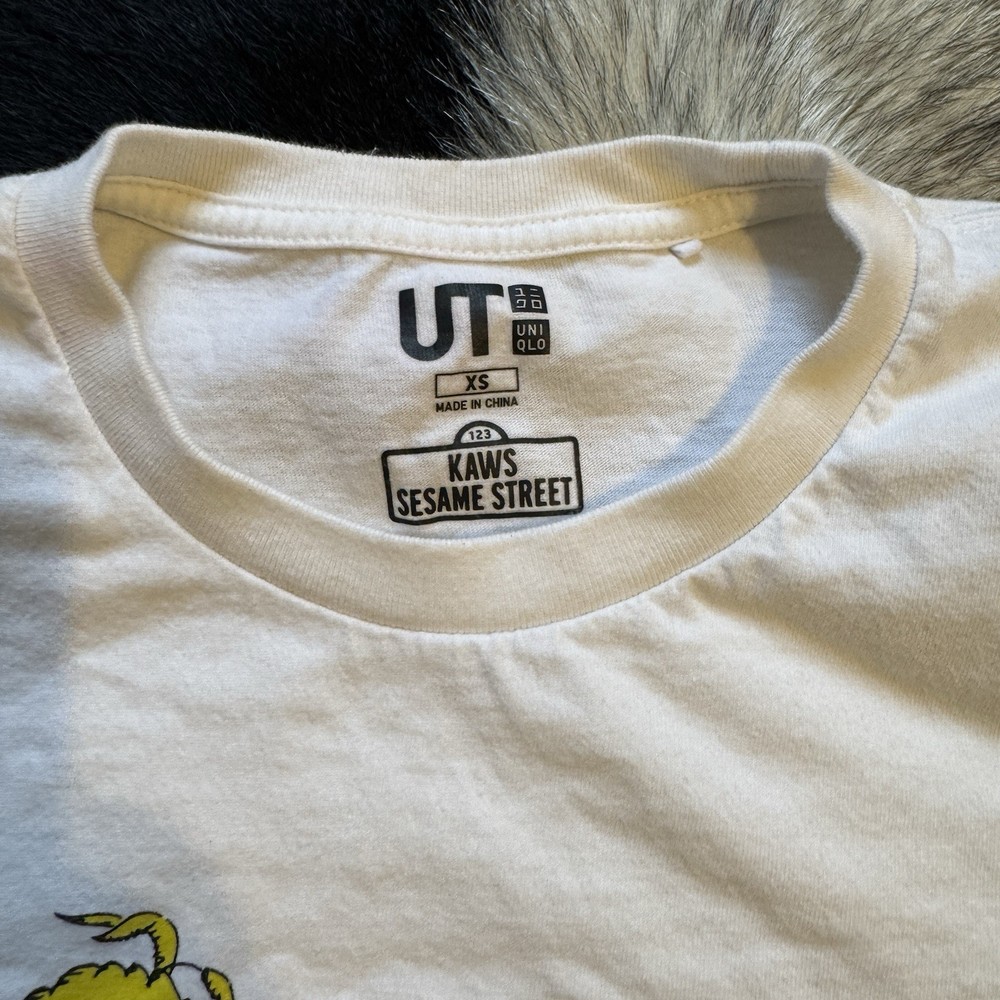 UT
ユニ
クロ
UNI
QLO
XS
MADE IN CHINA
123
KAWS
SESAME STREET